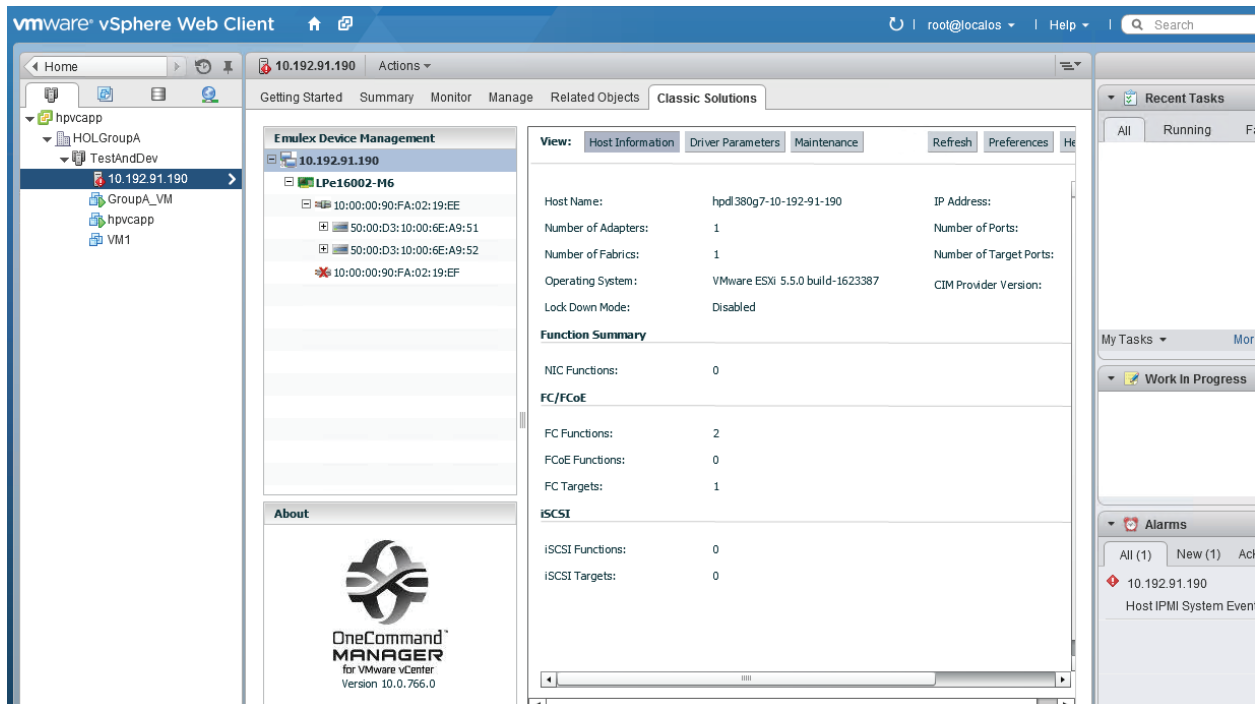 vmware® vSphere Web Client
root@localos
Help
Search
Home
hpvcapp
HOLGroupA
TestAndDev
10.192.91.190
GroupA_VM
hpvcapp
VM1
10.192.91.190
Actions
Getting Started
Summary
Monitor
Manage
Related Objects
Classic Solutions
Emulex Device Management
10.192.91.190
LPe16002-M6
10:00:00:90:FA:02:19:EE
50:00:D3:10:00:6E:A9:51
50:00:D3:10:00:6E:A9:52
10:00:00:90:FA:02:19:EF
About
OneCommand™
MANAGER
for VMware vCenter
Version 10.0.766.0
View: Host Information Driver Parameters Maintenance Refresh Preferences He
Host Name: hpdl380g7-10-192-91-190 IP Address:
Number of Adapters: 1 Number of Ports:
Number of Fabrics: 1 Number of Target Ports:
Operating System: VMware ESXi 5.5.0 build-1623387 CIM Provider Version:
Lock Down Mode: Disabled
Function Summary
NIC Functions: 0
FC/FCoE
FC Functions: 2
FCoE Functions: 0
FC Targets: 1
iSCSI
iSCSI Functions: 0
iSCSI Targets: 0
Recent Tasks
All Running Fa
My Tasks Mor
Work In Progress
Alarms
All (1) New (1) Ack
10.192.91.190
Host IPMI System Event